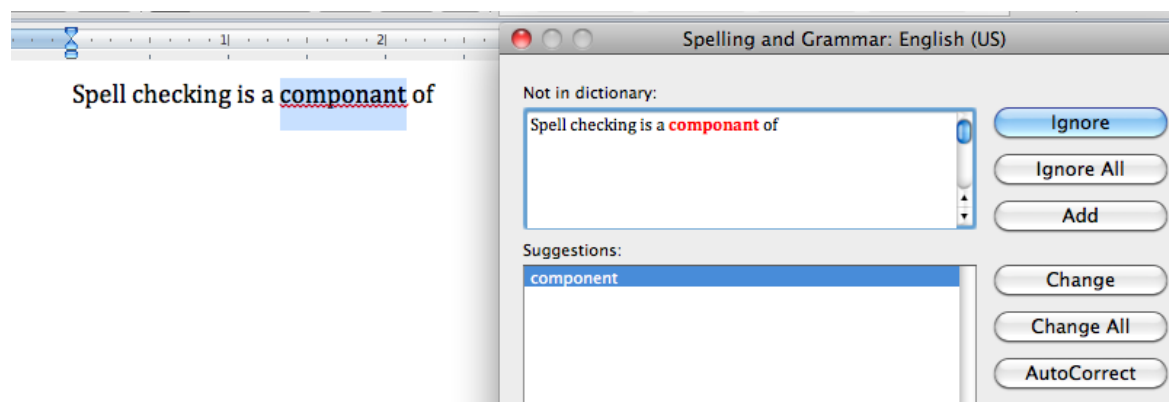 1
2
Spelling and Grammar: English (US)
Spell checking is a componant of
Not in dictionary:
Spell checking is a componant of
Ignore
Ignore All
Add
Suggestions:
component
Change
Change All
AutoCorrect